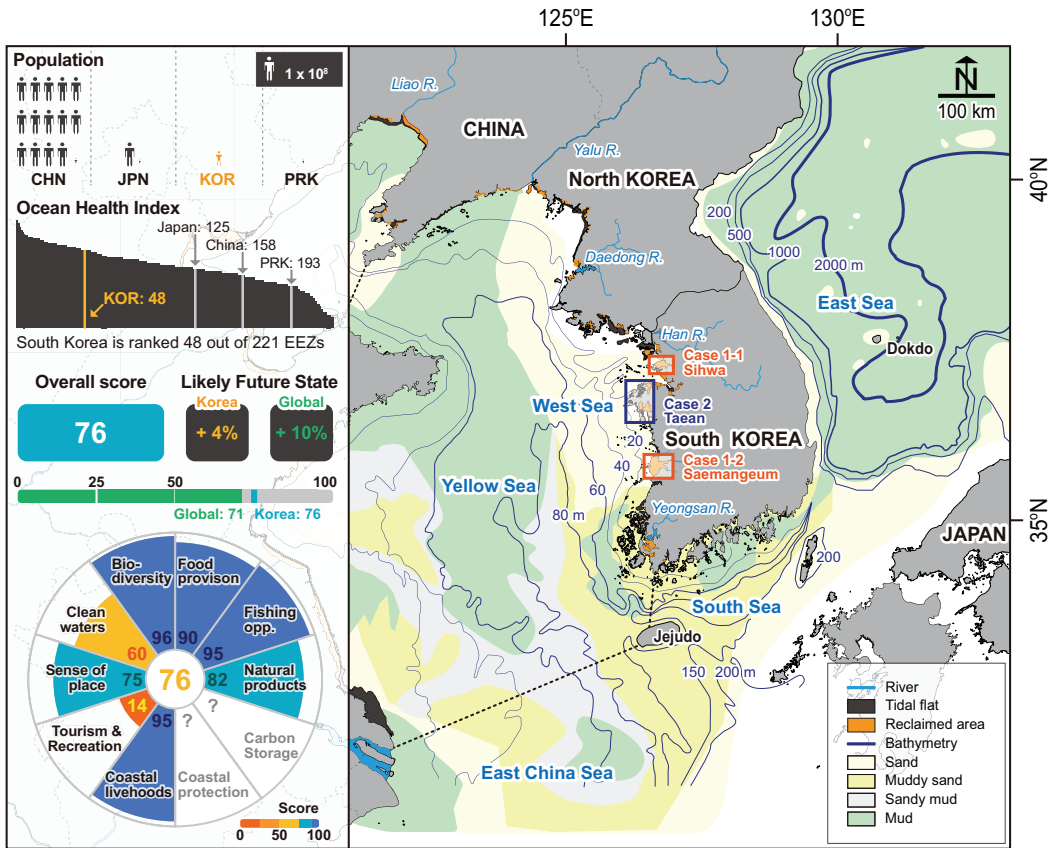 125ºE
130ºE
Population
1 x 10⁸
CHN
JPN
KOR
PRK
Ocean Health Index
Japan: 125
China: 158
PRK: 193
KOR: 48
South Korea is ranked 48 out of 221 EEZs
Overall score
76
Likely Future State
Korea
+ 4%
Global
+ 10%
0
25
50
100
Global: 71
Korea: 76
Bio-
diversity
96
Food
provison
90
Fishing
opp.
95
Natural
products
82
Carbon
Storage
?
Coastal
protection
?
Coastal
livehoods
95
Tourism &
Recreation
14
Sense of
place
75
Clean
waters
60
76
Score
0
50
100
N
100 km
40ºN
35ºN
Liao R.
CHINA
Yalu R.
North KOREA
200
500
1000
2000 m
Daedong R.
East Sea
Dokdo
Han R.
Case 1-1
Sihwa
West Sea
Case 2
Taean
20
South KOREA
40
Case 1-2
Saemangeum
60
Yellow Sea
80 m
Yeongsan R.
JAPAN
200
South Sea
Jejudo
150
200 m
East China Sea
River
Tidal flat
Reclaimed area
Bathymetry
Sand
Muddy sand
Sandy mud
Mud